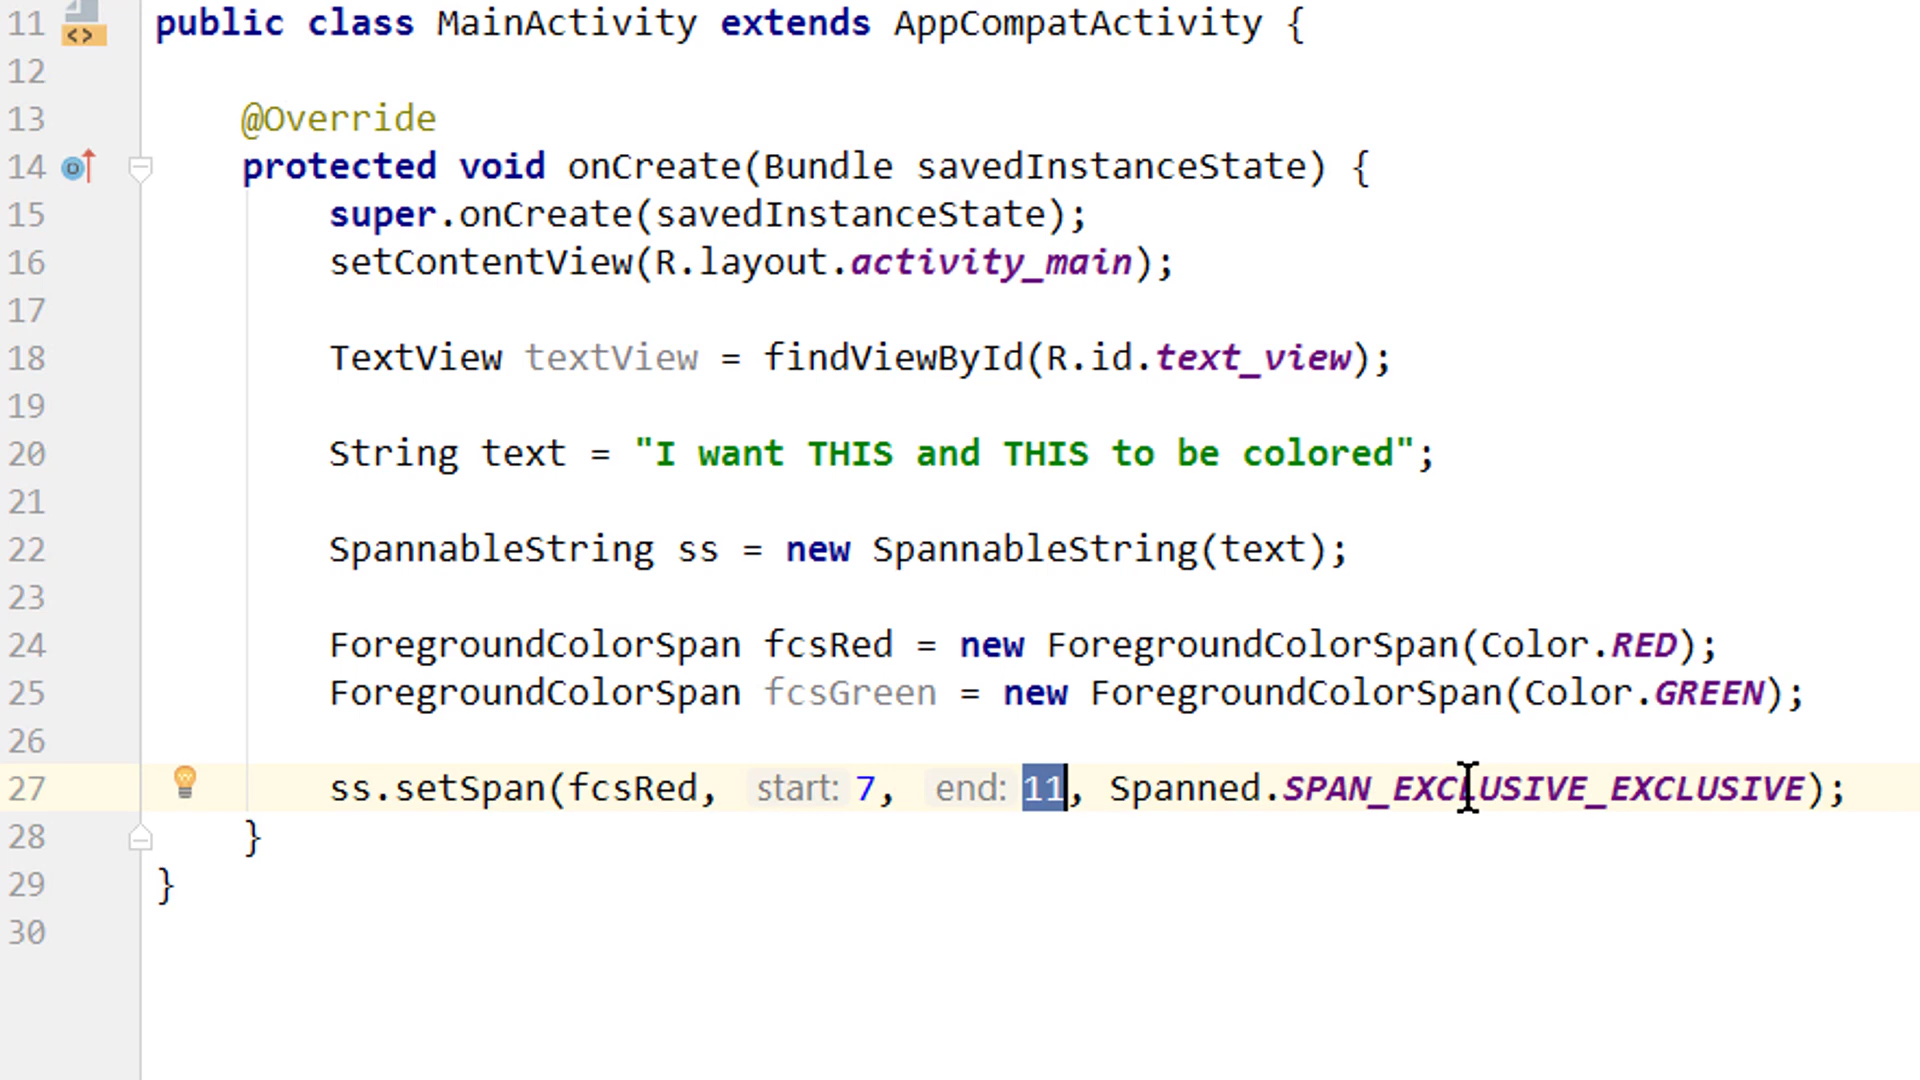 11 <> public class MainActivity extends AppCompatActivity {
12
13 @Override
14 protected void onCreate(Bundle savedInstanceState) {
15 super.onCreate(savedInstanceState);
16 setContentView(R.layout.activity_main);
17
18 TextView textView = findViewById(R.id.text_view);
19
20 String text = "I want THIS and THIS to be colored";
21
22 SpannableString ss = new SpannableString(text);
23
24 ForegroundColorSpan fcsRed = new ForegroundColorSpan(Color.RED);
25 ForegroundColorSpan fcsGreen = new ForegroundColorSpan(Color.GREEN);
26
27 ss.setSpan(fcsRed, start: 7, end: 11, Spanned.SPAN_EXCLUSIVE_EXCLUSIVE);
28 }
29 }
30